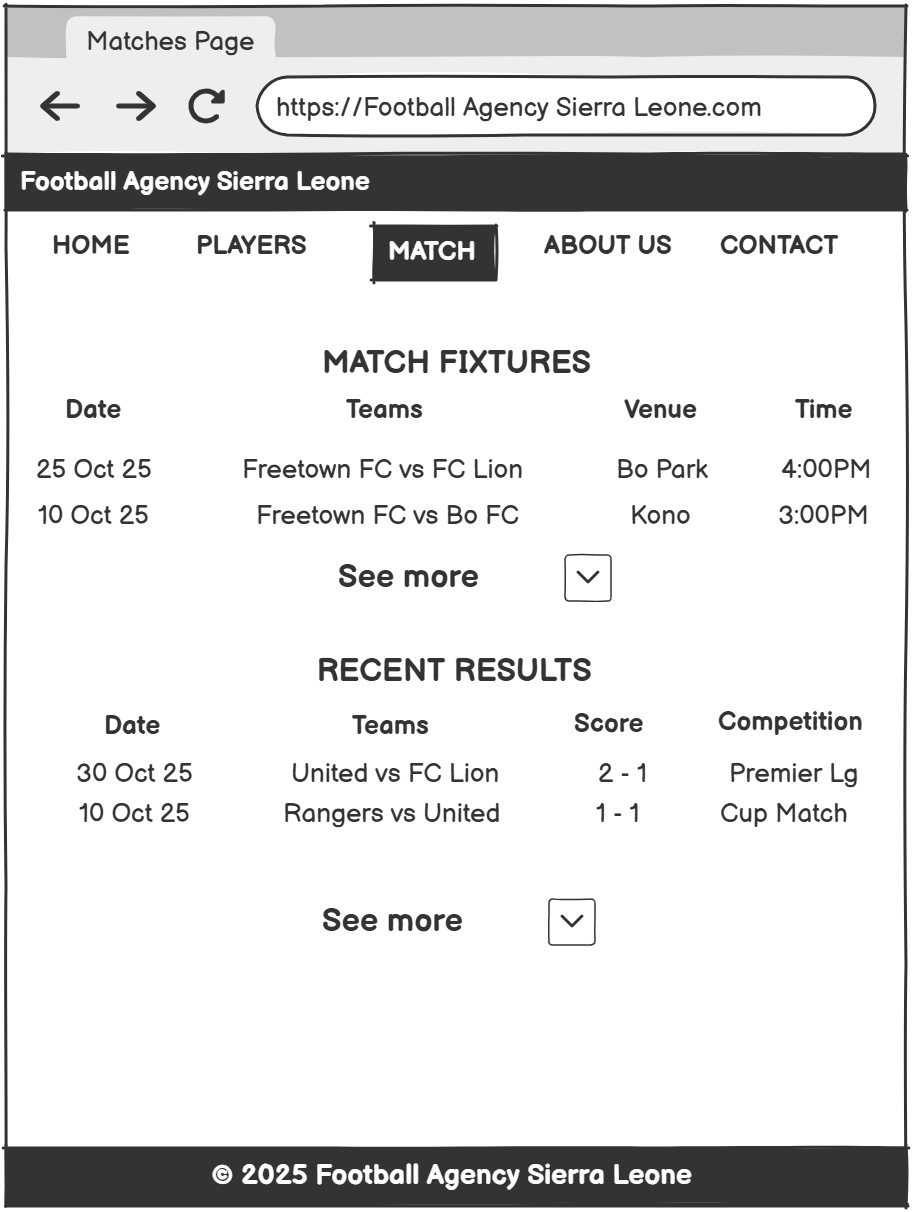 Matches Page
https://Football Agency Sierra Leone.com
Football Agency Sierra Leone
HOME PLAYERS MATCH ABOUT US CONTACT
MATCH FIXTURES
Date Teams Venue Time
25 Oct 25 Freetown FC vs FC Lion Bo Park 4:00PM
10 Oct 25 Freetown FC vs Bo FC Kono 3:00PM
See more
RECENT RESULTS
Date Teams Score Competition
30 Oct 25 United vs FC Lion 2 - 1 Premier Lg
10 Oct 25 Rangers vs United 1 - 1 Cup Match
See more
© 2025 Football Agency Sierra Leone